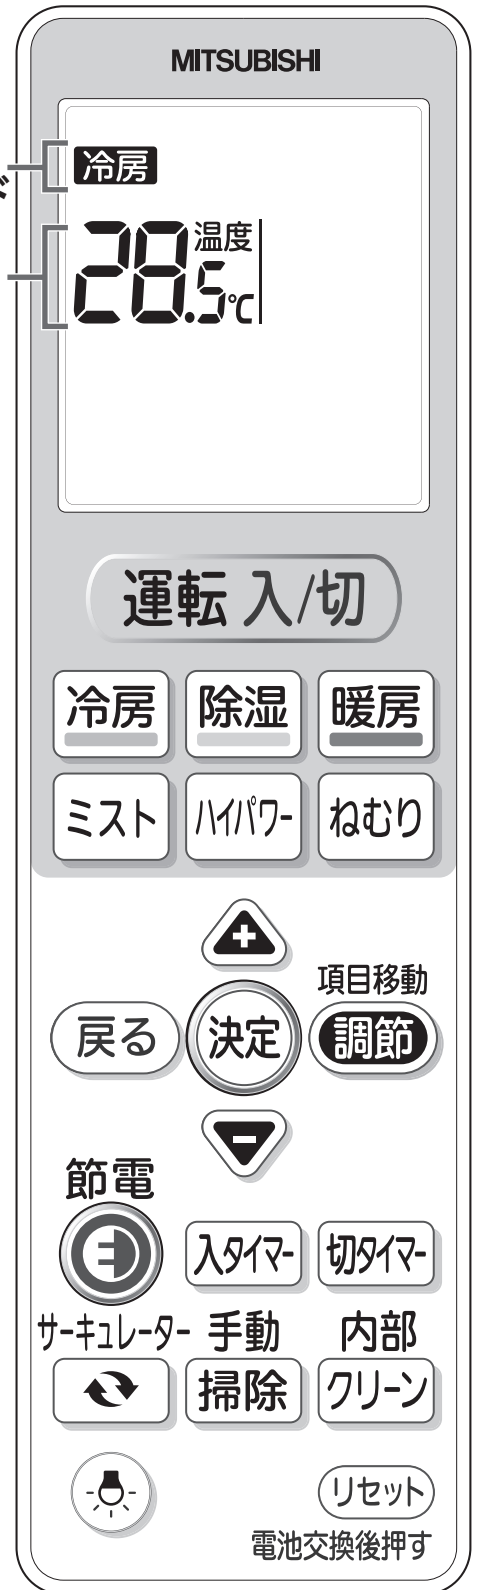 MITSUBISHI
冷房
ド
28.5℃ 温度
運転 入/切
冷房 除湿 暖房
ミスト ハイパワー ねむり
項目移動
戻る 決定 調節
節電
入タイマー 切タイマー
サーキュレーター 手動 内部
掃除 クリーン
リセット
電池交換後押す